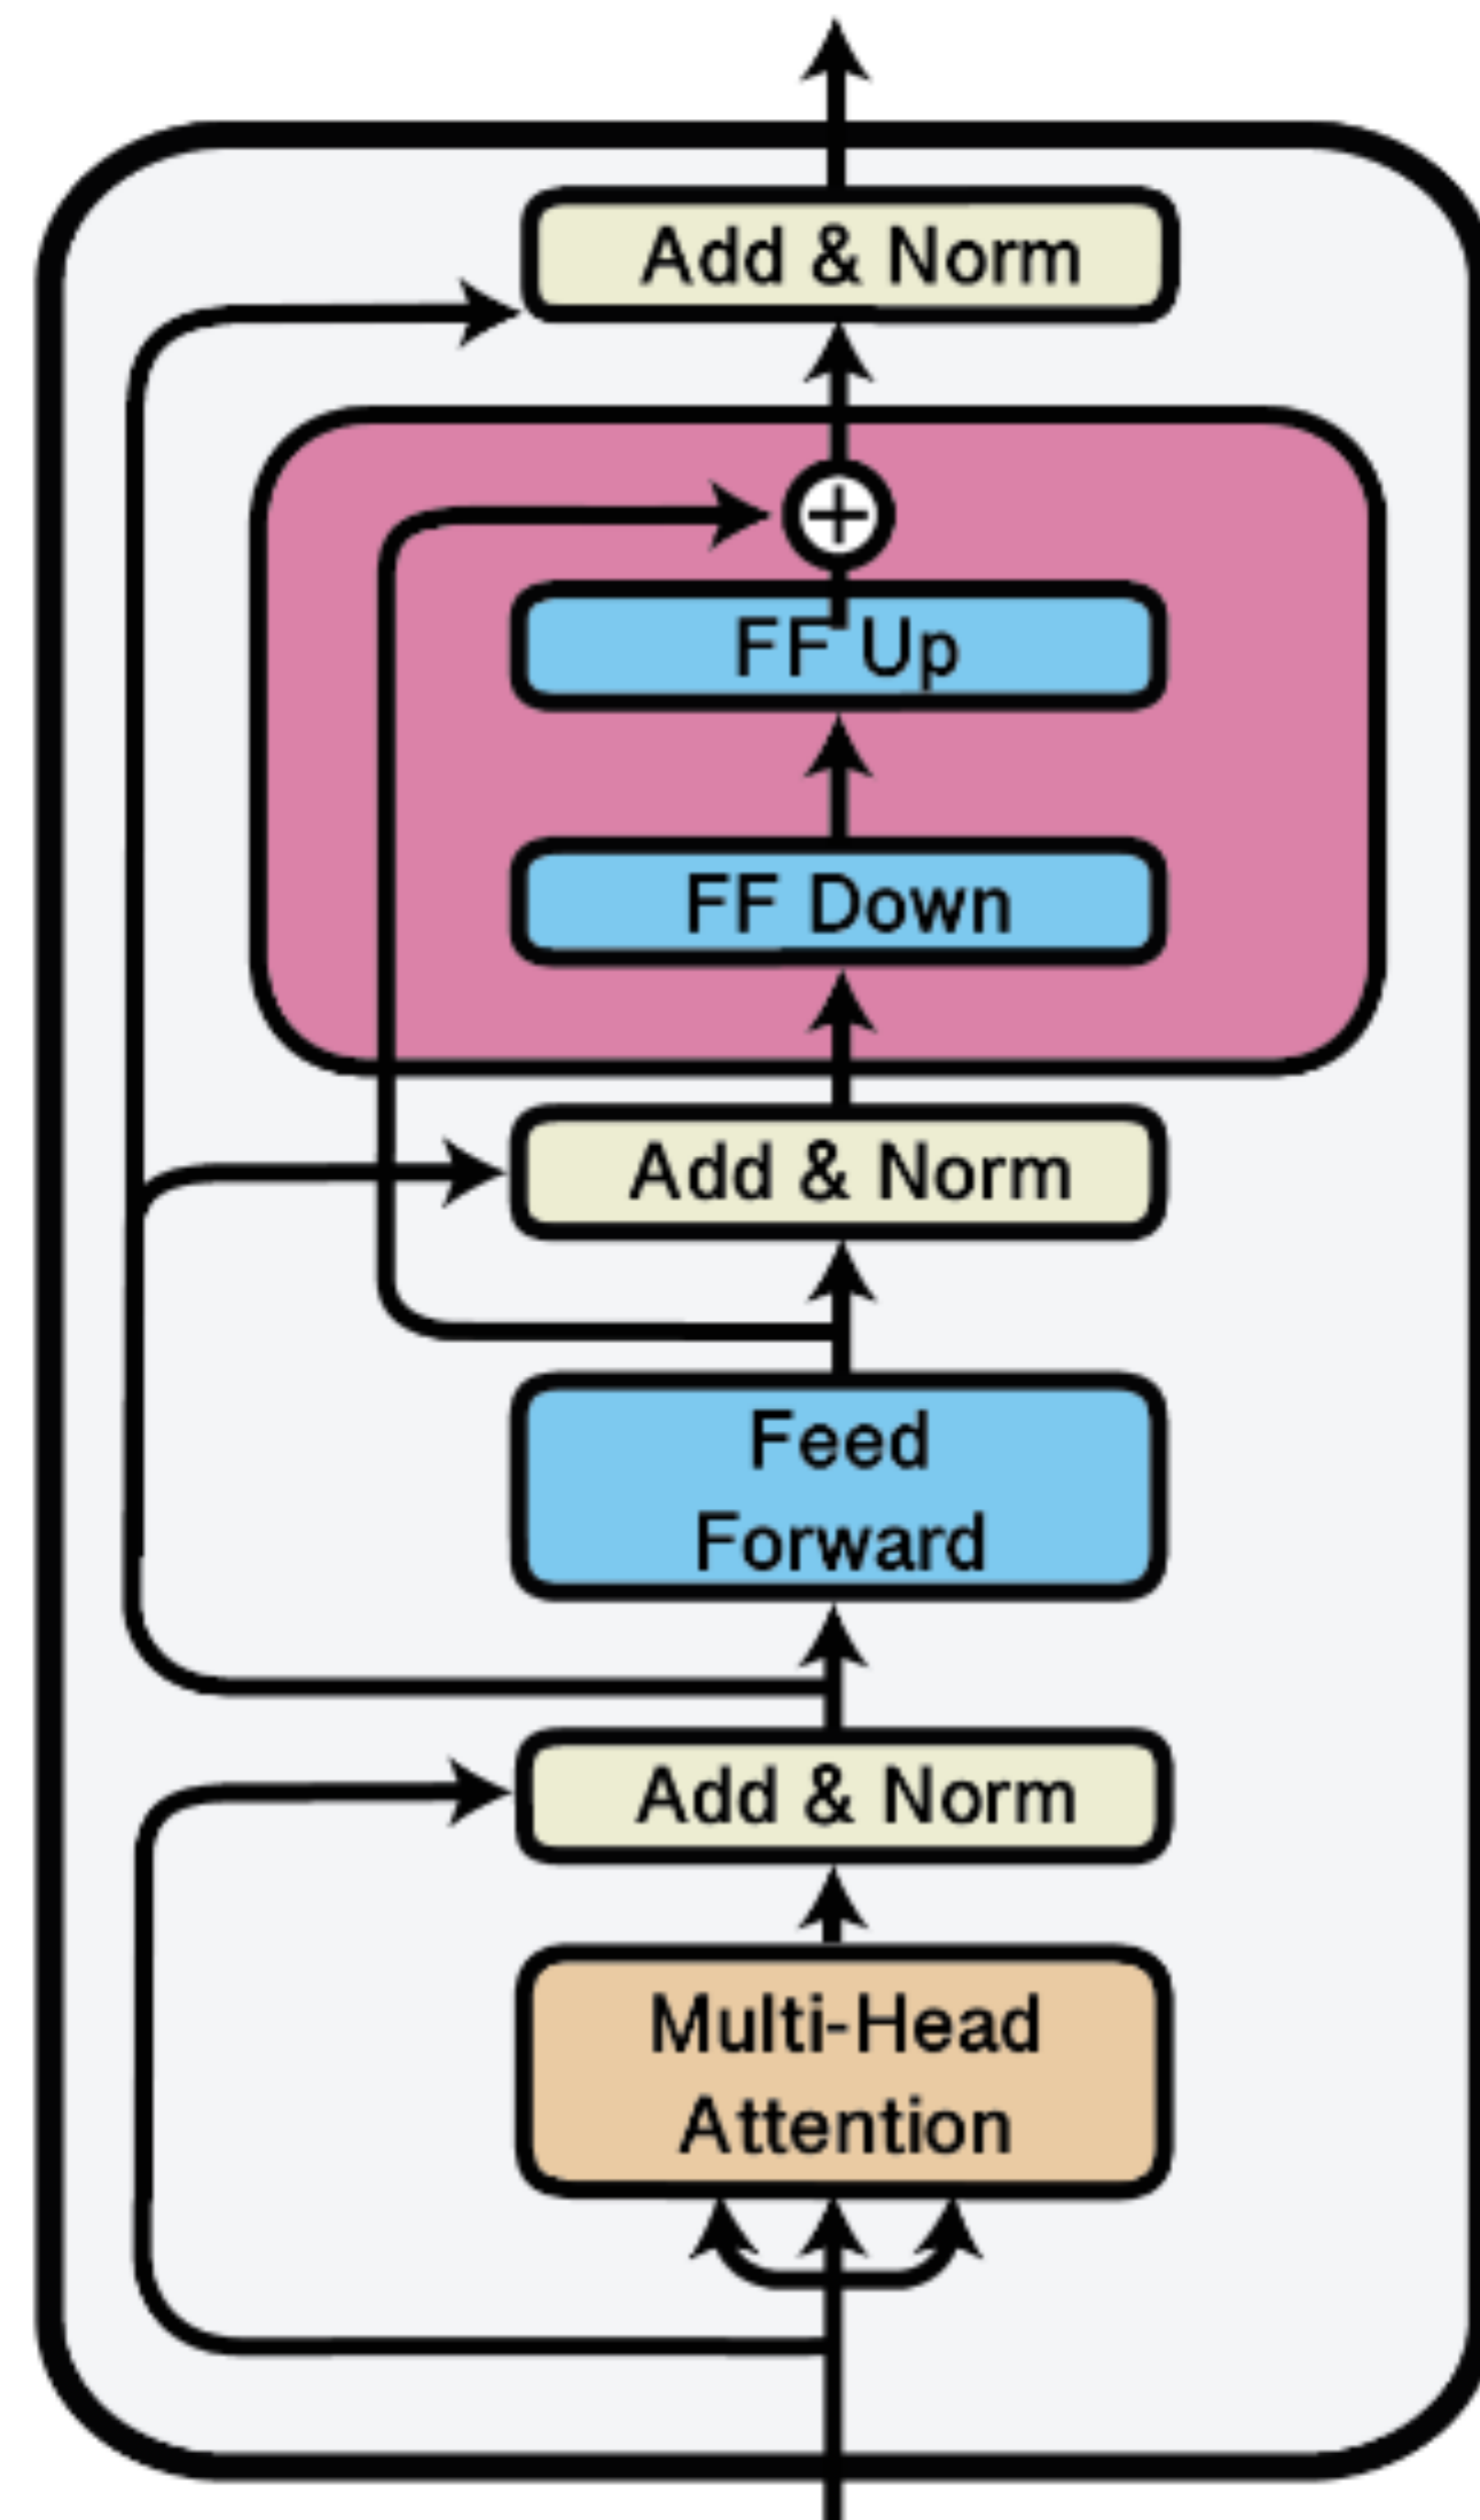 Add & Norm
FF Up
FF Down
Add & Norm
Feed
Forward
Add & Norm
Multi-Head
Attention